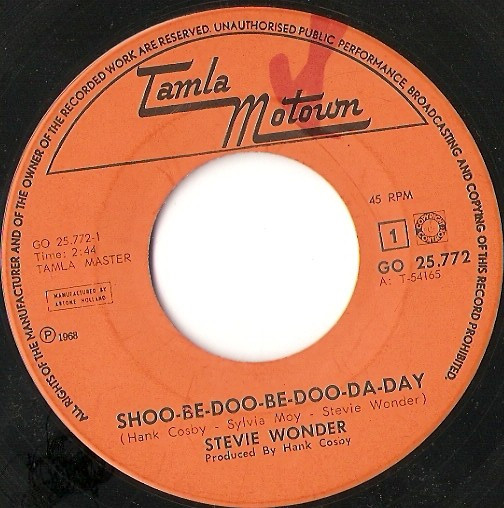 ALL RIGHTS OF THE MANUFACTURER AND OF THE OWNER OF THE RECORDED WORK ARE RESERVED. UNAUTHORISED PUBLIC PERFORMANCE, BROADCASTING AND COPYING OF THIS RECORD PROHIBITED.
Tamla
Motown
45 RPM
GO 25.772-1
Time: 2:44
TAMLA MASTER
1
GO 25.772
A: T-54165
MANUFACTURED BY
ARTONE HOLLAND
Ⓟ 1968
SHOO-BE-DOO-BE-DOO-DA-DAY
(Hank Cosby - Sylvia Moy - Stevie Wonder)
STEVIE WONDER
Produced By Hank Cosby